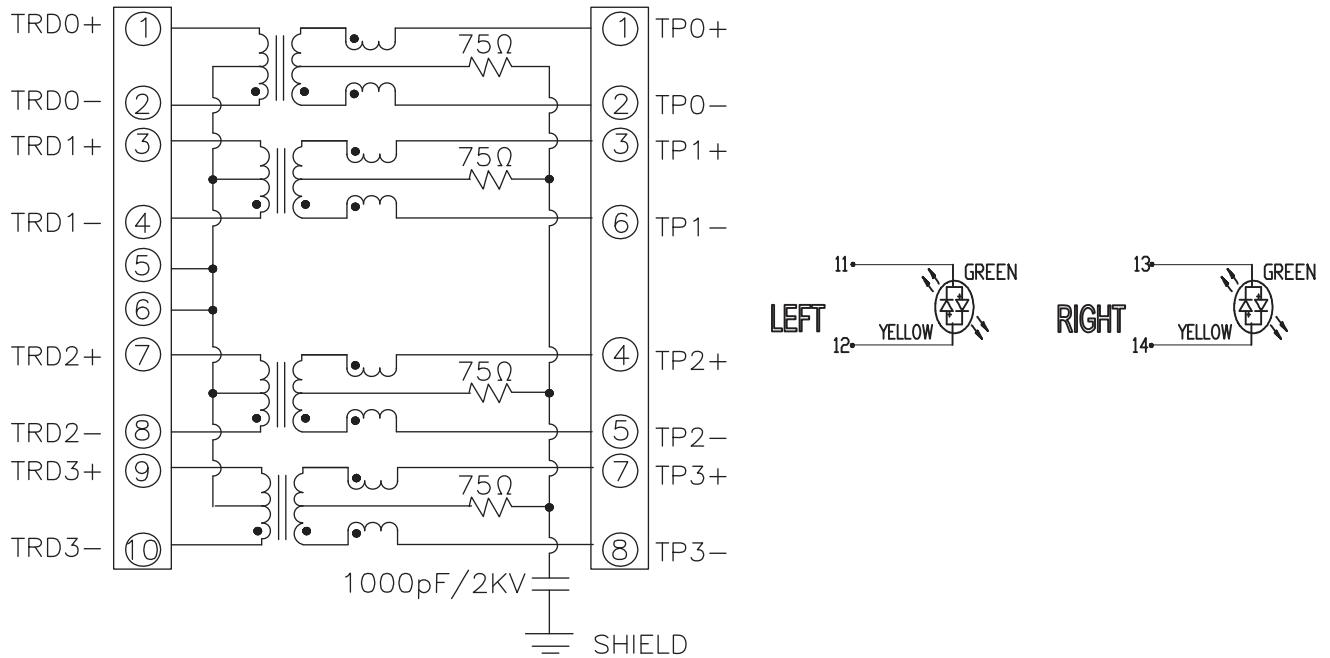 TRD0+ 1 1 TP0+
75Ω
TRD0− 2 2 TP0−
TRD1+ 3 3 TP1+
75Ω
TRD1− 4 6 TP1−
5
6
TRD2+ 7 4 TP2+
75Ω
TRD2− 8 5 TP2−
TRD3+ 9 7 TP3+
75Ω
TRD3− 10 8 TP3−
1000pF/2KV
SHIELD
11 GREEN
LEFT
12 YELLOW
13 GREEN
RIGHT
14 YELLOW